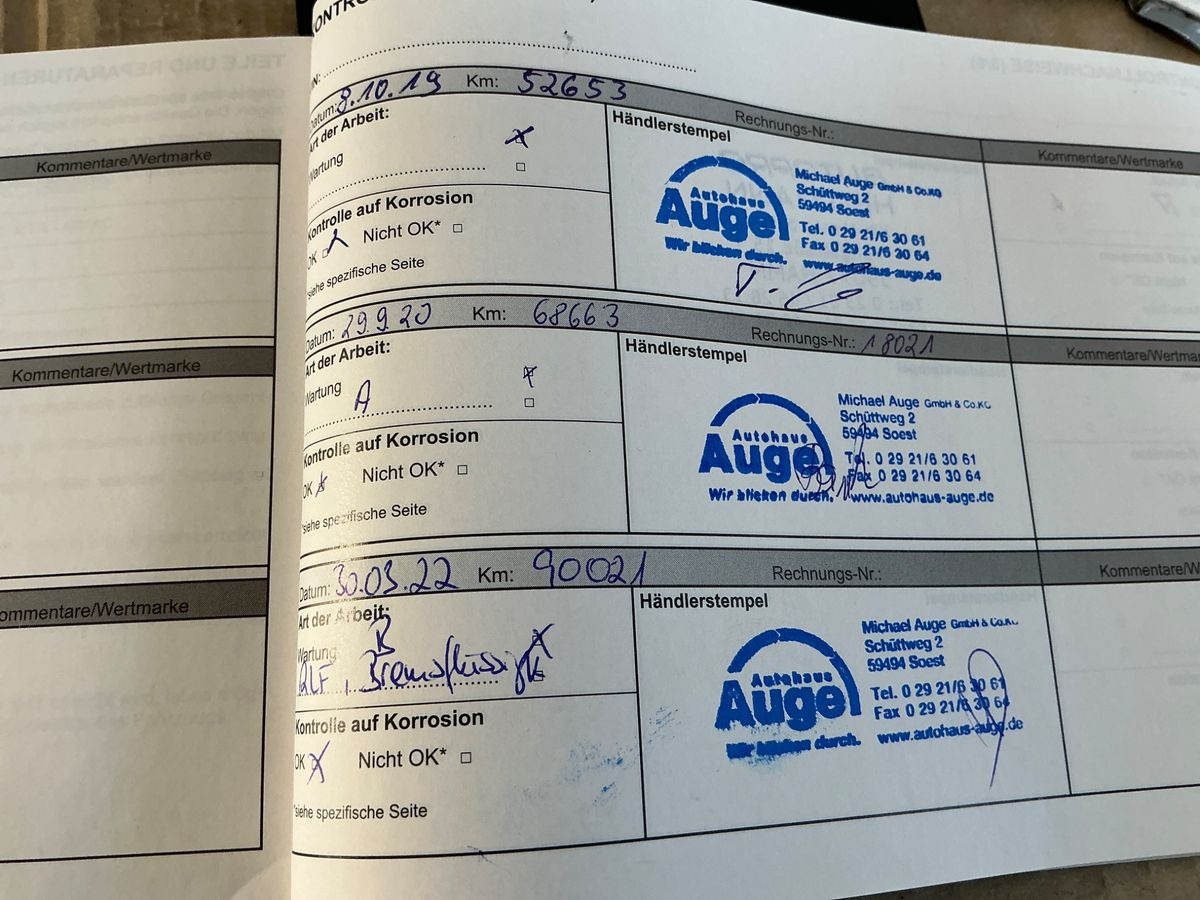 Kommentare/Wertmarke
Kommentare/Wertmarke
ommentare/Wertmarke
Datum: 8.10.19 Km: 52653 Rechnungs-Nr.:
Art der Arbeit:
Wartung
Kontrolle auf Korrosion
OK Nicht OK*
*siehe spezifische Seite
Händlerstempel
Autohaus
Auge
Wir blicken durch.
Michael Auge GmbH & Co.KG
Schüttweg 2
59494 Soest
Tel. 0 29 21/6 30 61
Fax 0 29 21/6 30 64
www.autohaus-auge.de
Kommentare/Wertmarke
Datum: 29.9.20 Km: 68663 Rechnungs-Nr.: 18021
Art der Arbeit:
Wartung A
Kontrolle auf Korrosion
OK Nicht OK*
*siehe spezifische Seite
Händlerstempel
Autohaus
Auge
Wir blicken durch.
Michael Auge GmbH & Co.KG
Schüttweg 2
59494 Soest
Tel. 0 29 21/6 30 61
Fax 0 29 21/6 30 64
www.autohaus-auge.de
Kommentare/Wertma
Datum: 30.03.22 Km: 90021 Rechnungs-Nr.:
Art der Arbeit:
Wartung B
Bremsflüssigk
Kontrolle auf Korrosion
OK Nicht OK*
*siehe spezifische Seite
Händlerstempel
Autohaus
Auge
Wir blicken durch.
Michael Auge GmbH & Co.KG
Schüttweg 2
59494 Soest
Tel. 0 29 21/6 30 61
Fax 0 29 21/6 30 64
www.autohaus-auge.de
Kommentare/W